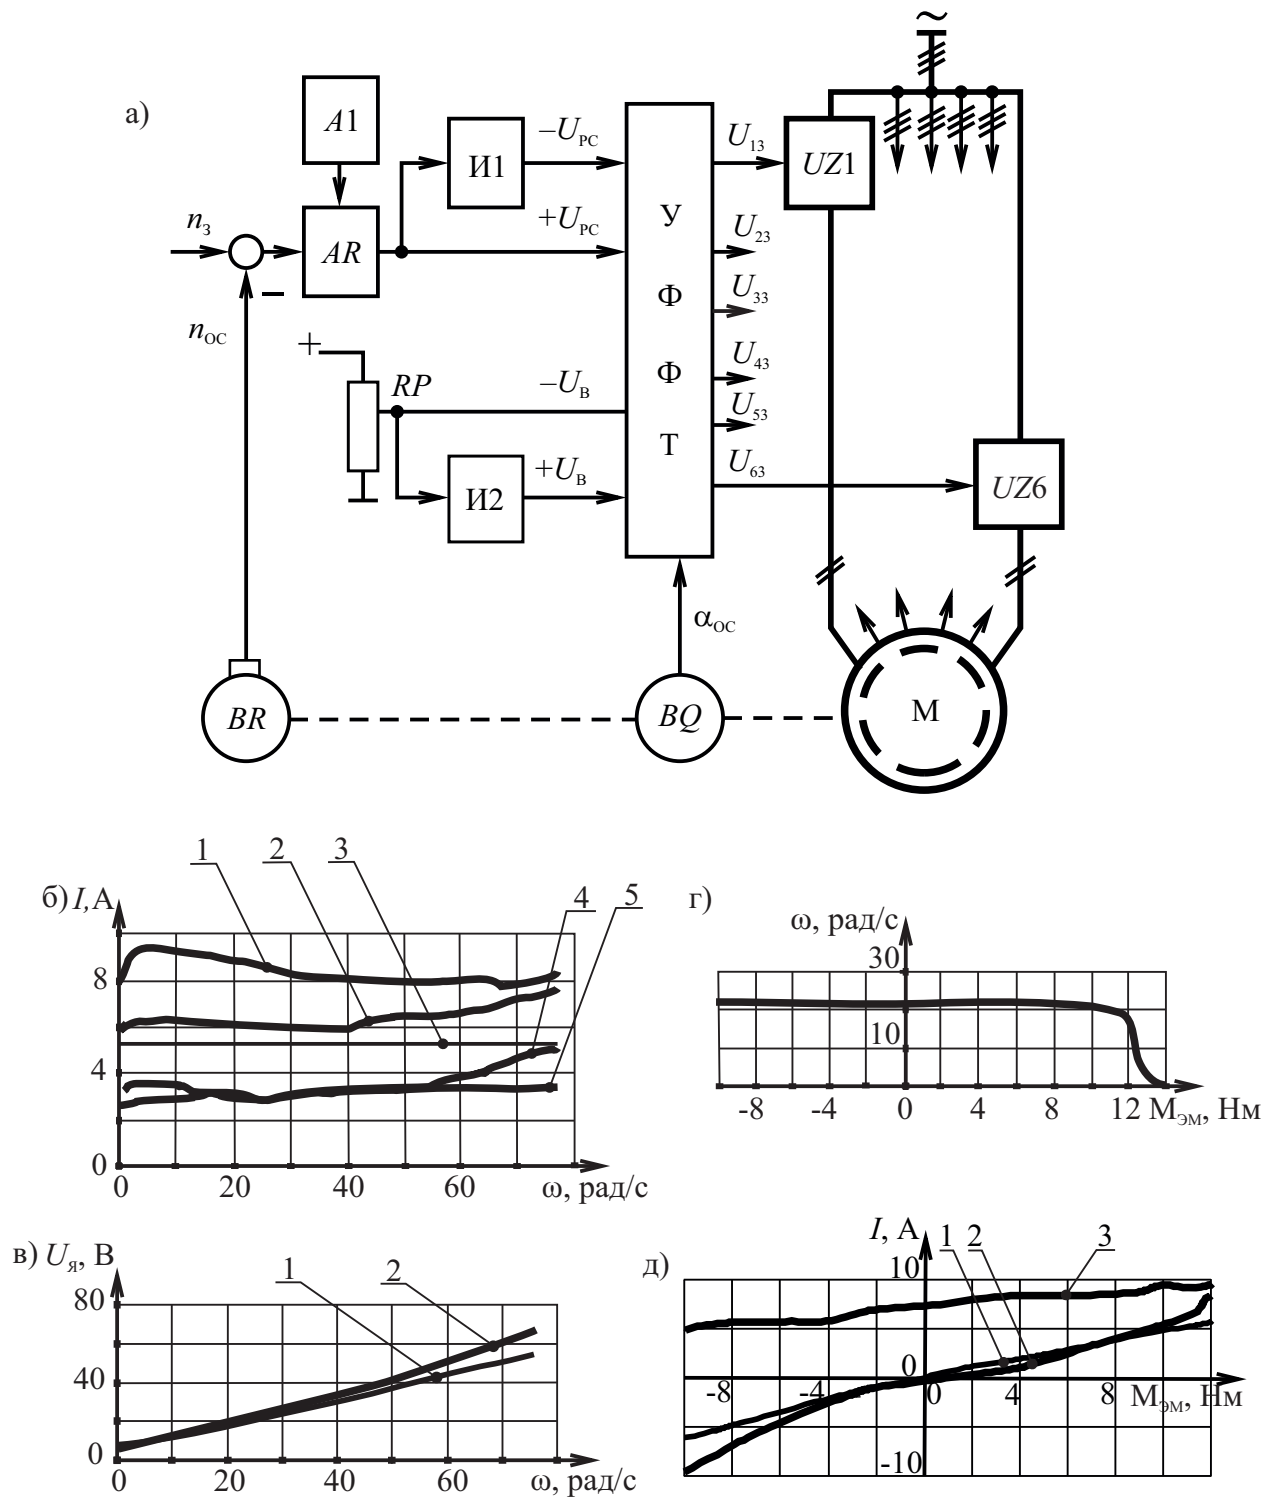 ~
а)
A1
И1
–U_РС
U_13
UZ1
У
n_З
AR
+U_РС
U_23
Ф
U_33
n_ОС
+
RP
–U_В
Ф
U_43
U_53
Т
+U_В
И2
U_63
UZ6
α_ОС
BR
BQ
М
1 2 3
4 5
б) I, А
8
4
0
0 20 40 60 ω, рад/с
г)
ω, рад/с
30
10
-8 -4 0 4 8 12 М_ЭМ, Нм
в) U_я, В
1 2
80
40
0
0 20 40 60 ω, рад/с
д)
I, А 1 2 3
10
0
-8 -4 0 4 8 М_ЭМ, Нм
-10